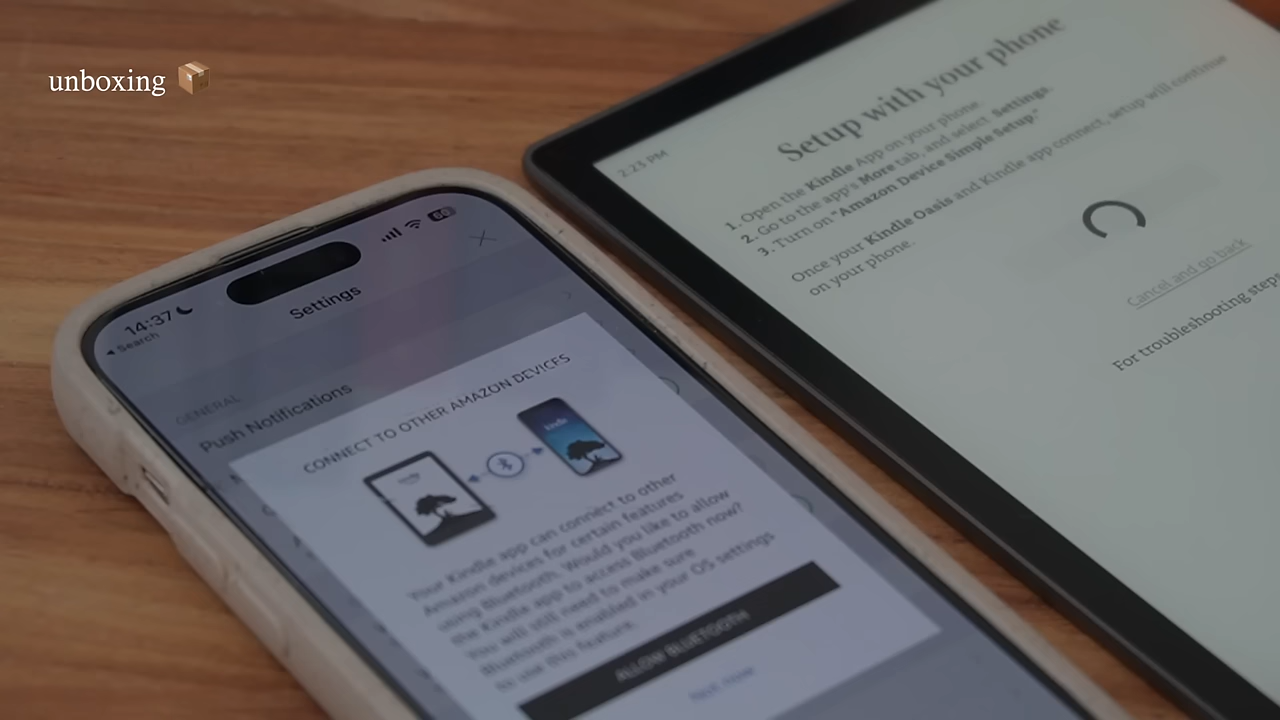 unboxing 📦
14:37
Search
60
Settings
GENERAL
Push Notifications
CONNECT TO OTHER AMAZON DEVICES
kindle
Your Kindle app can connect to other
Amazon devices for certain features
using Bluetooth. Would you like to allow
the Kindle app to access Bluetooth now?
You will still need to make sure
Bluetooth is enabled in your OS settings
to use this feature.
ALLOW BLUETOOTH
Not now
2:23 PM
Setup with your phone
1. Open the Kindle App on your phone.
2. Go to the app's More tab, and select Settings.
3. Turn on "Amazon Device Simple Setup."
Once your Kindle Oasis and Kindle app connect, setup will continue
on your phone.
Cancel and go back
For troubleshooting step